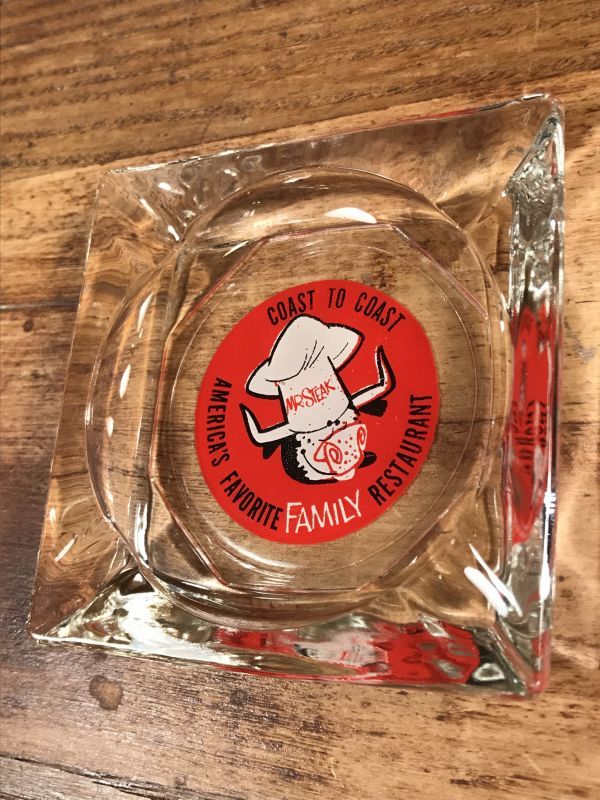 COAST TO COAST
MR. STEAK
AMERICA'S FAVORITE FAMILY RESTAURANT